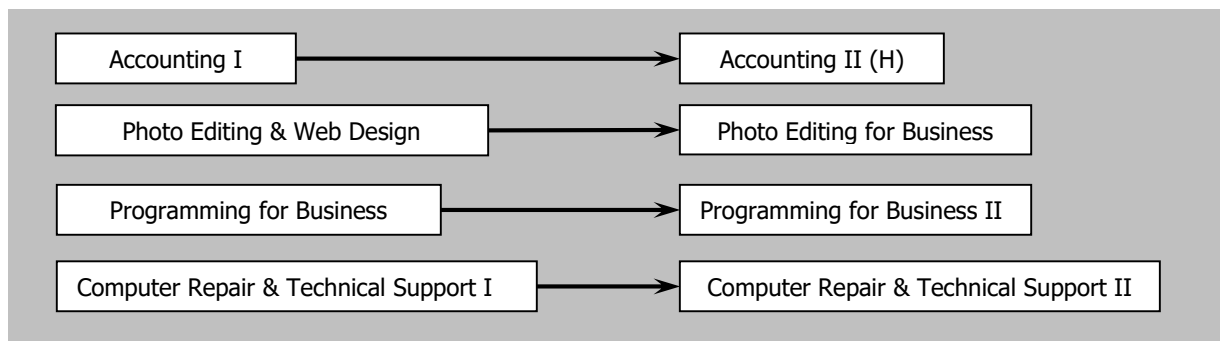 Accounting I
Accounting II (H)
Photo Editing & Web Design
Photo Editing for Business
Programming for Business
Programming for Business II
Computer Repair & Technical Support I
Computer Repair & Technical Support II